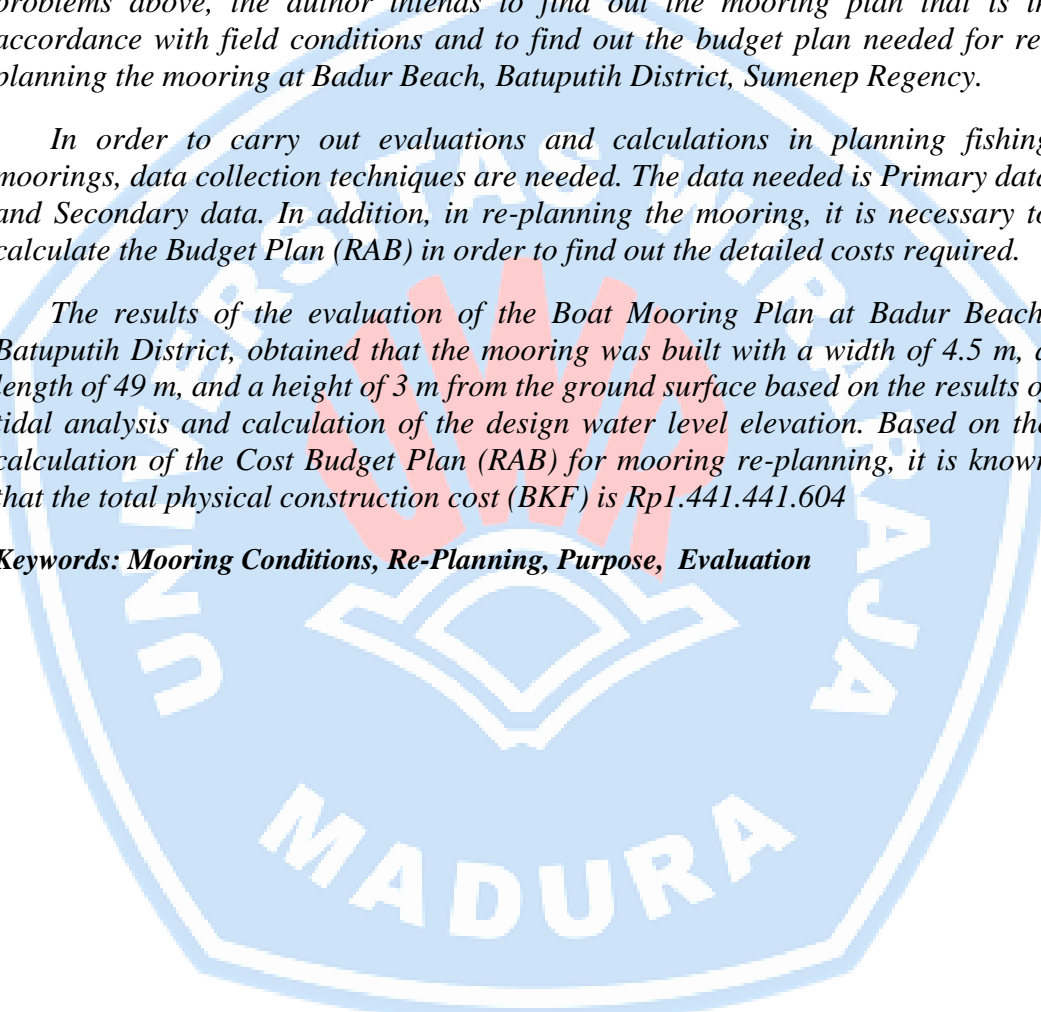 problems above, the author intends to find out the mooring plan that is in
accordance with field conditions and to find out the budget plan needed for re-
planning the mooring at Badur Beach, Batuputih District, Sumenep Regency.
In order to carry out evaluations and calculations in planning fishing
moorings, data collection techniques are needed. The data needed is Primary data
and Secondary data. In addition, in re-planning the mooring, it is necessary to
calculate the Budget Plan (RAB) in order to find out the detailed costs required.
The results of the evaluation of the Boat Mooring Plan at Badur Beach,
Batuputih District, obtained that the mooring was built with a width of 4.5 m, a
length of 49 m, and a height of 3 m from the ground surface based on the results of
tidal analysis and calculation of the design water level elevation. Based on the
calculation of the Cost Budget Plan (RAB) for mooring re-planning, it is known
that the total physical construction cost (BKF) is Rp1.441.441.604
Keywords: Mooring Conditions, Re-Planning, Purpose, Evaluation
UNIVERSITAS WIRARAJA
UWR
MADURA